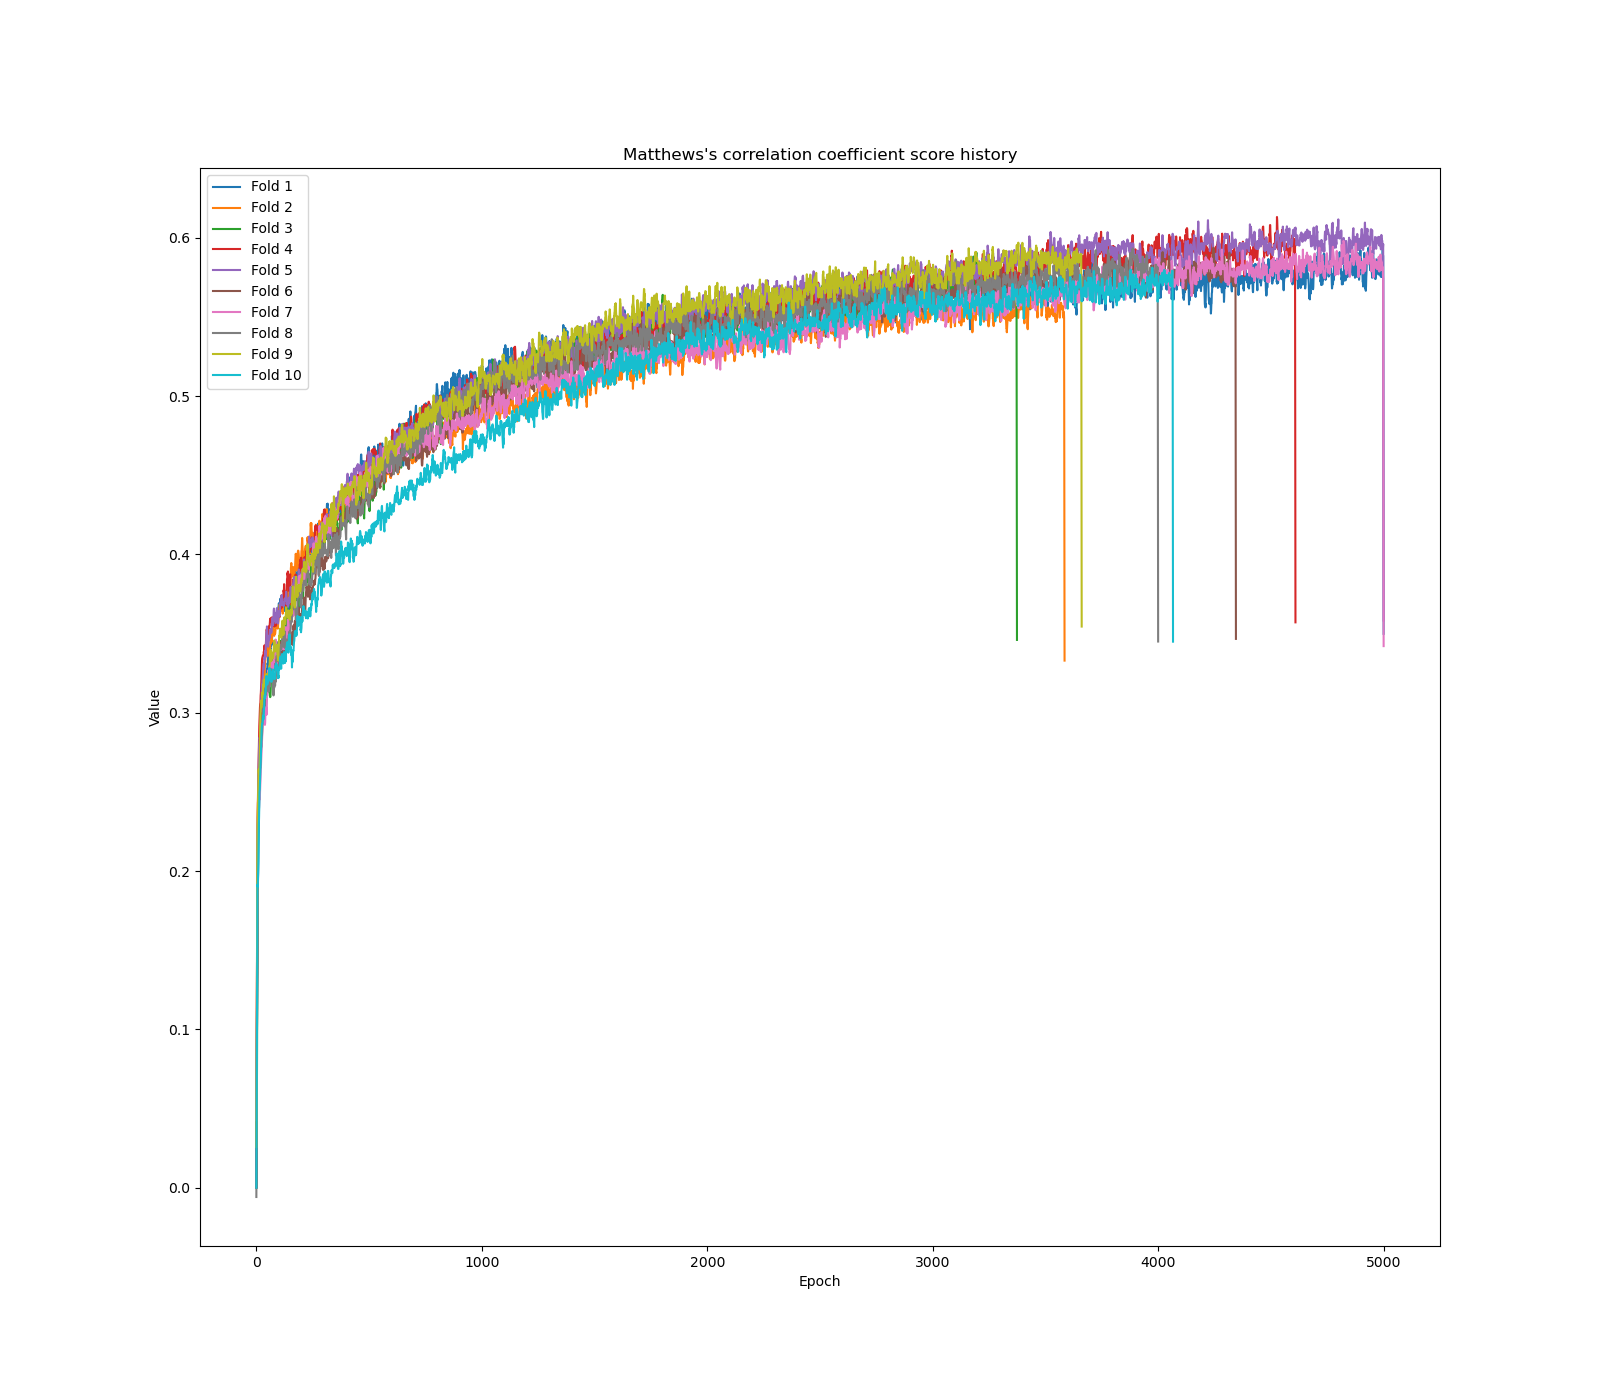 Matthews's correlation coefficient score history
Fold 1
Fold 2
Fold 3
Fold 4
Fold 5
Fold 6
Fold 7
Fold 8
Fold 9
Fold 10
Value
0.6
0.5
0.4
0.3
0.2
0.1
0.0
0 1000 2000 3000 4000 5000
Epoch